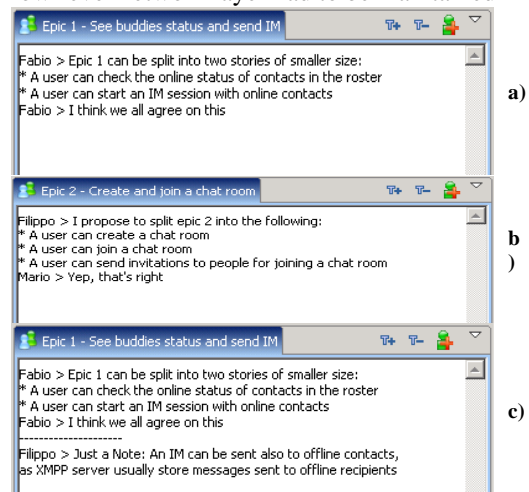 Epic 1 - See buddies status and send IM
T+ T-
Fabio > Epic 1 can be split into two stories of smaller size:
* A user can check the online status of contacts in the roster
* A user can start an IM session with online contacts
Fabio > I think we all agree on this
a)
Epic 2 - Create and join a chat room
T+ T-
Filippo > I propose to split epic 2 into the following:
* A user can create a chat room
* A user can join a chat room
* A user can send invitations to people for joining a chat room
Mario > Yep, that's right
b
)
Epic 1 - See buddies status and send IM
T+ T-
Fabio > Epic 1 can be split into two stories of smaller size:
* A user can check the online status of contacts in the roster
* A user can start an IM session with online contacts
Fabio > I think we all agree on this
---------------------
Filippo > Just a Note: An IM can be sent also to offline contacts,
as XMPP server usually store messages sent to offline recipients
c)